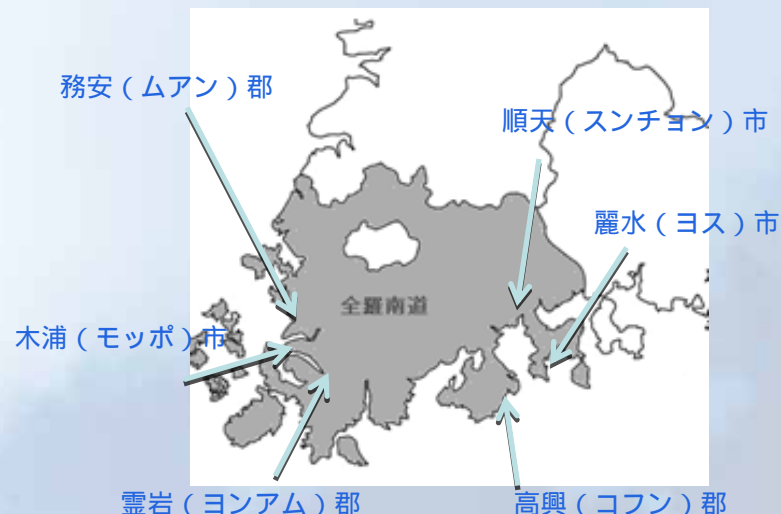 務安（ムアン）郡
順天（スンチョン）市
麗水（ヨス）市
全羅南道
木浦（モッポ）市
霊岩（ヨンアム）郡
高興（コフン）郡